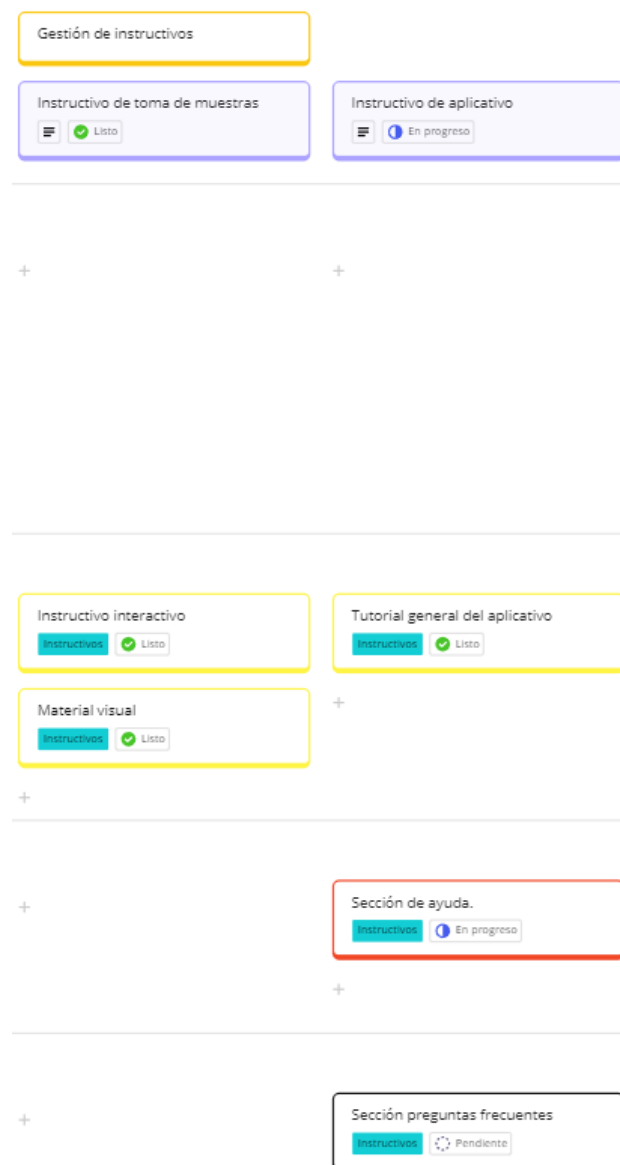 Gestión de instructivos
Instructivo de toma de muestras
Listo
Instructivo de aplicativo
En progreso
Instructivo interactivo
Instructivos Listo
Tutorial general del aplicativo
Instructivos Listo
Material visual
Instructivos Listo
Sección de ayuda.
Instructivos En progreso
Sección preguntas frecuentes
Instructivos Pendiente